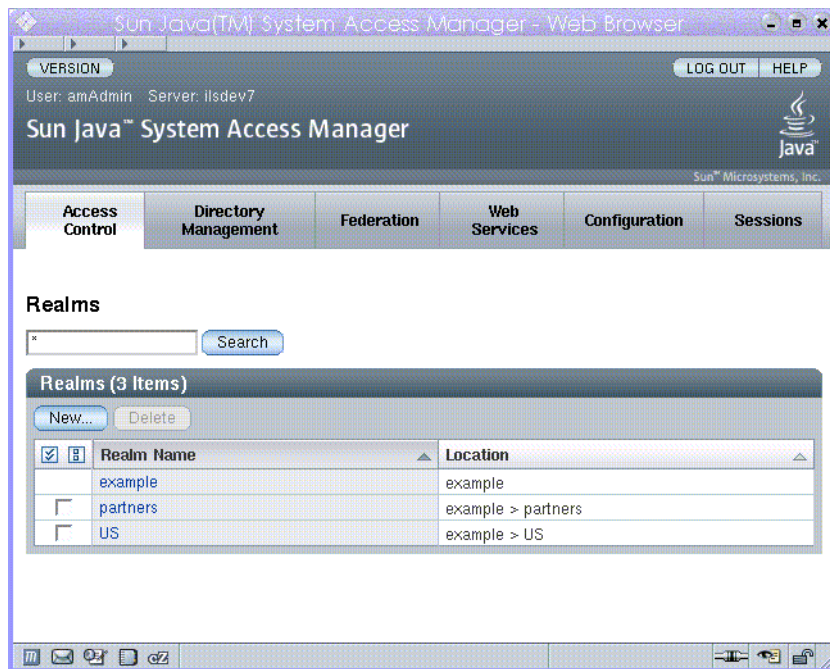 Sun Java(TM) System Access Manager - Web Browser
VERSION
LOG OUT
HELP
User: amAdmin Server: ilsdev7
Sun Java™ System Access Manager
Java™
Sun™ Microsystems, Inc.
Access Control
Directory Management
Federation
Web Services
Configuration
Sessions
Realms
*
Search
Realms (3 Items)
New...
Delete
Realm Name
Location
example
example
partners
example > partners
US
example > US